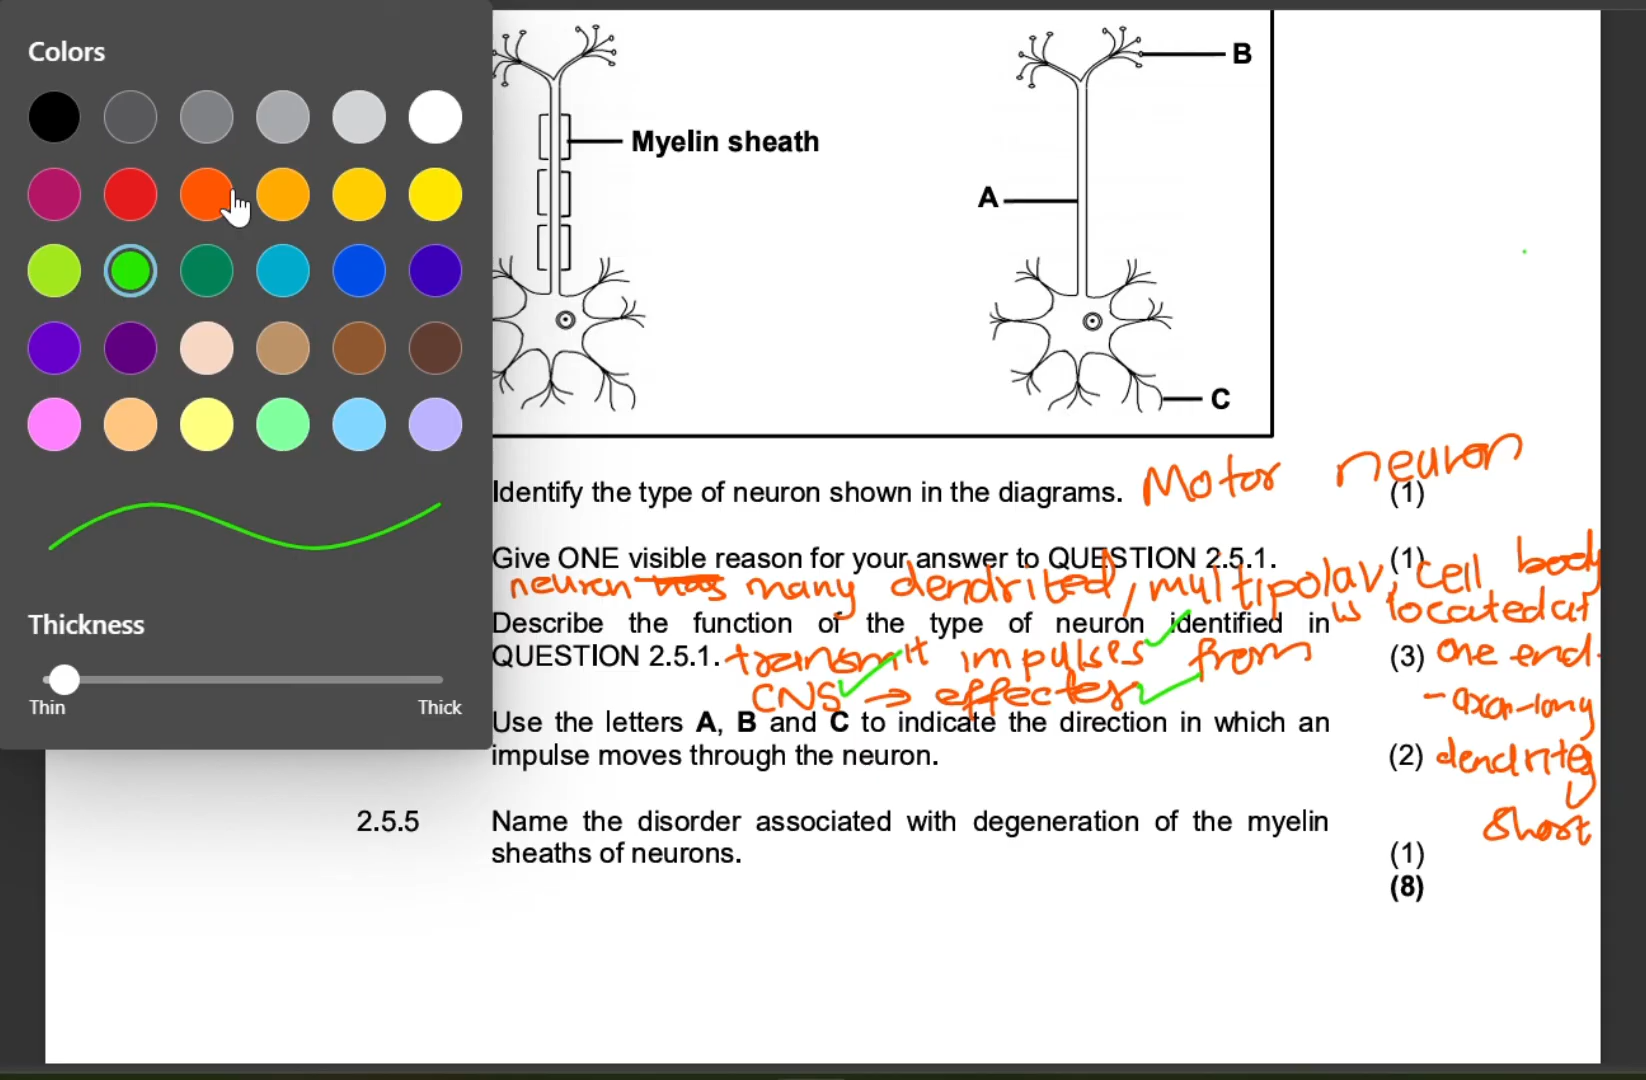 Colors
B
Myelin sheath
A
C
Identify the type of neuron shown in the diagrams. Motor neuron
(1)
Give ONE visible reason for your answer to QUESTION 2.5.1. (1)
neuron has many dendrited, multipolar, cell body
is located at
Describe the function of the type of neuron identified in
QUESTION 2.5.1. transmit impulses from (3) one end.
CNS → effectes
-axon-long
Use the letters A, B and C to indicate the direction in which an
impulse moves through the neuron. (2) dendrites
short
Thickness
Thin Thick
2.5.5 Name the disorder associated with degeneration of the myelin
sheaths of neurons. (1)
(8)